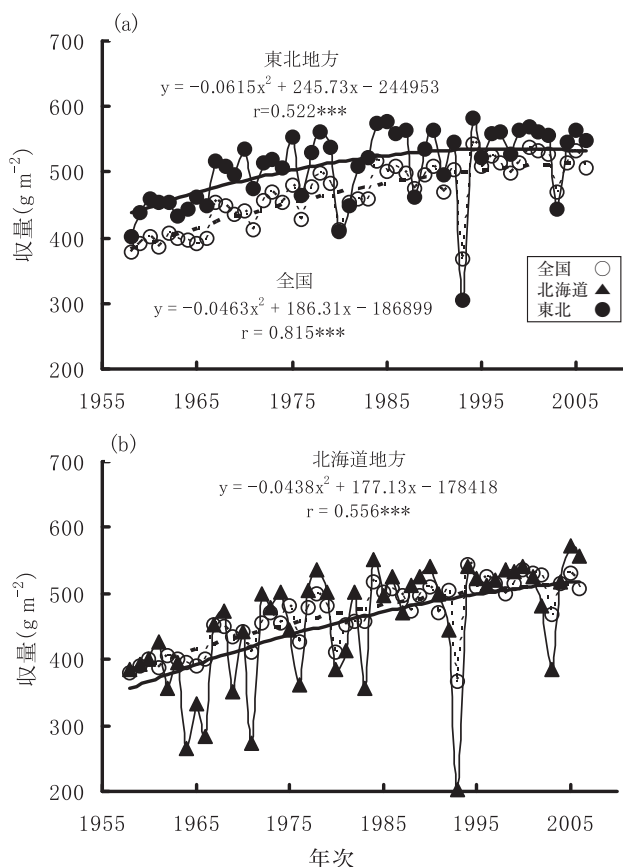 (a)
700
600
500
400
300
200
収量(g m⁻²)
東北地方
y = −0.0615x² + 245.73x − 244953
r=0.522***
全国
y = −0.0463x² + 186.31x − 186899
r = 0.815***
全国 ○
北海道 ▲
東北 ●
1955 1965 1975 1985 1995 2005
(b)
700
600
500
400
300
200
収量(g m⁻²)
北海道地方
y = −0.0438x² + 177.13x − 178418
r = 0.556***
1955 1965 1975 1985 1995 2005
年次